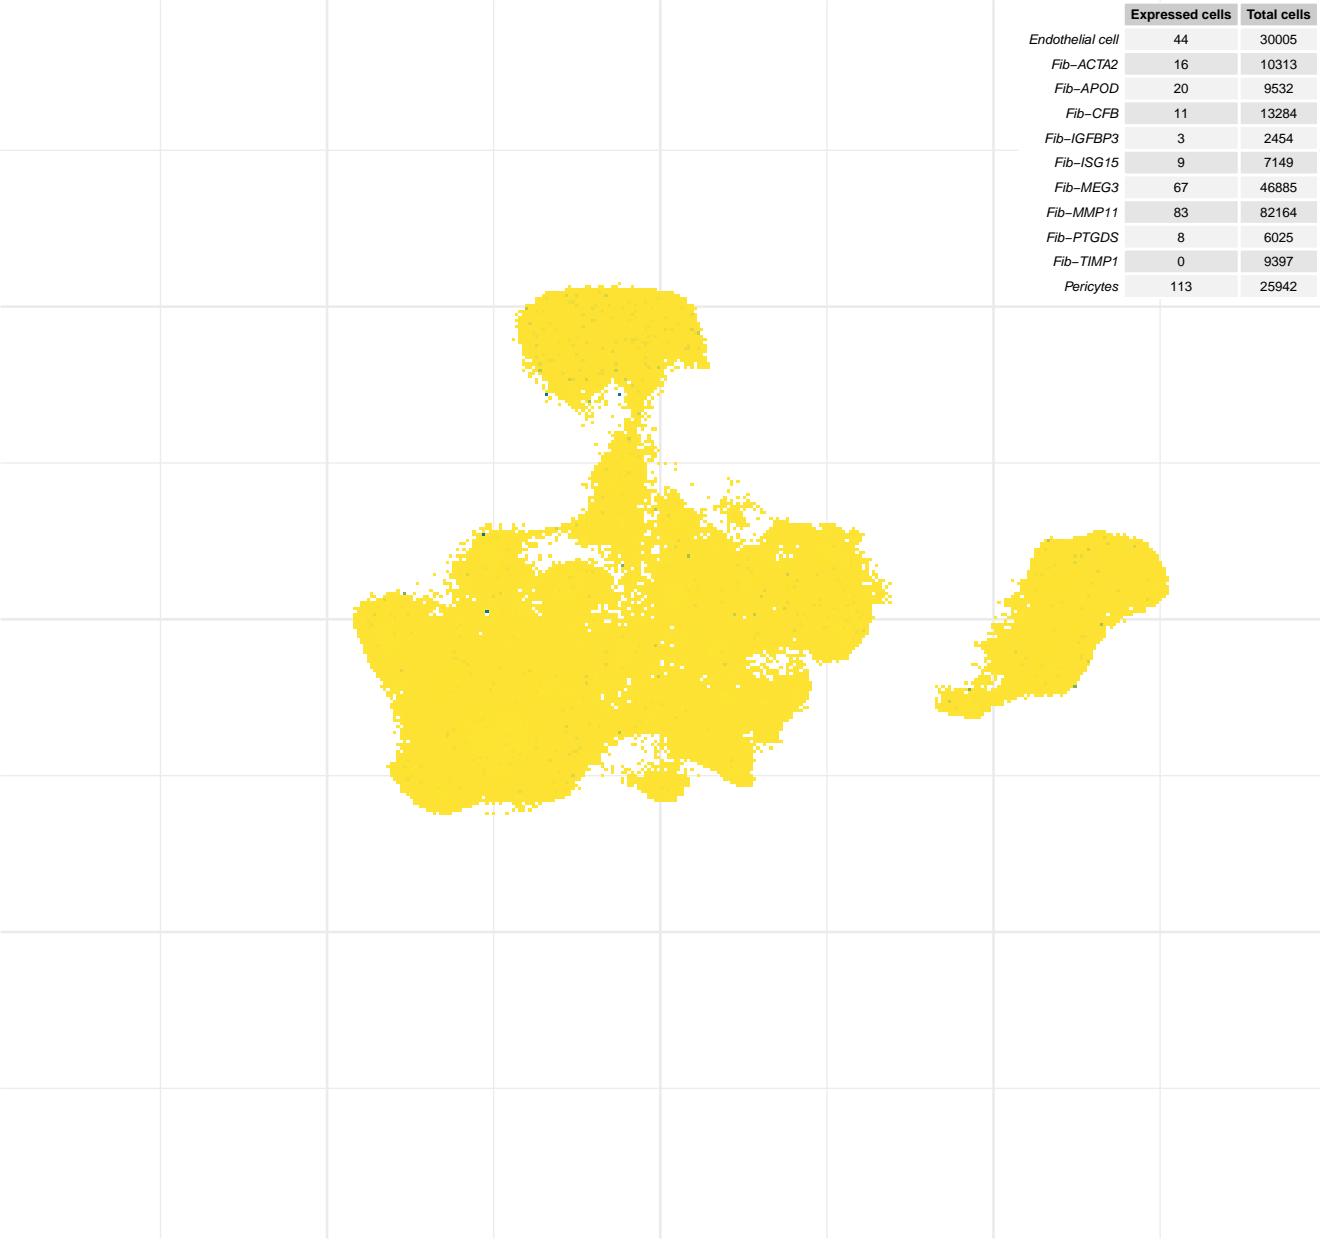 Expressed cells Total cells
Endothelial cell 44 30005
Fib−ACTA2 16 10313
Fib−APOD 20 9532
Fib−CFB 11 13284
Fib−IGFBP3 3 2454
Fib−ISG15 9 7149
Fib−MEG3 67 46885
Fib−MMP11 83 82164
Fib−PTGDS 8 6025
Fib−TIMP1 0 9397
Pericytes 113 25942